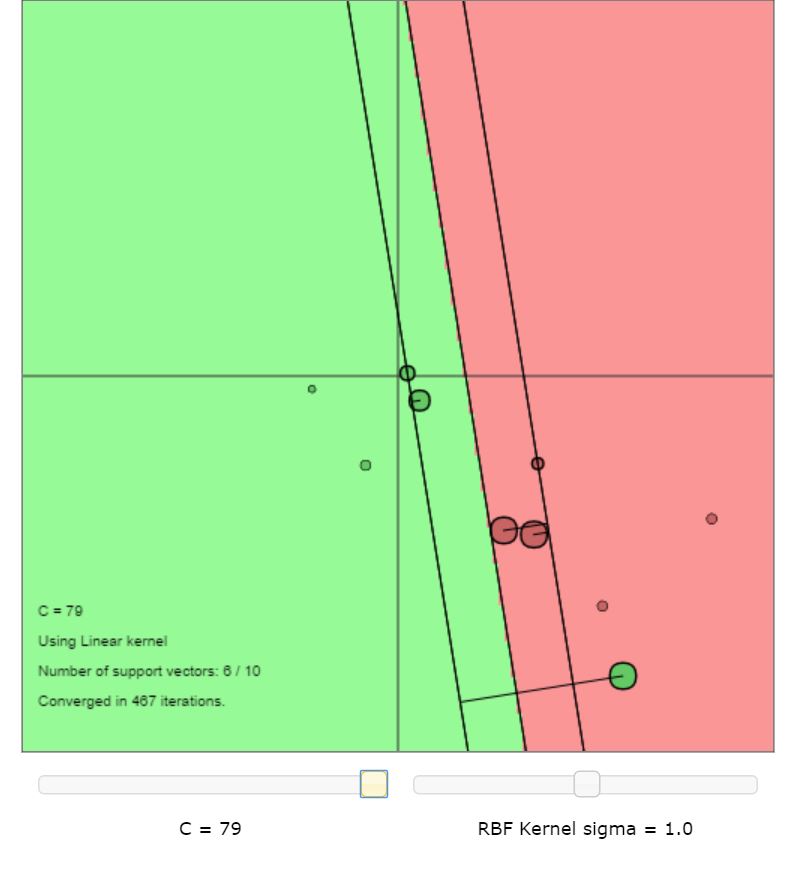 C = 79
Using Linear kernel
Number of support vectors: 6 / 10
Converged in 467 iterations.
C = 79
RBF Kernel sigma = 1.0